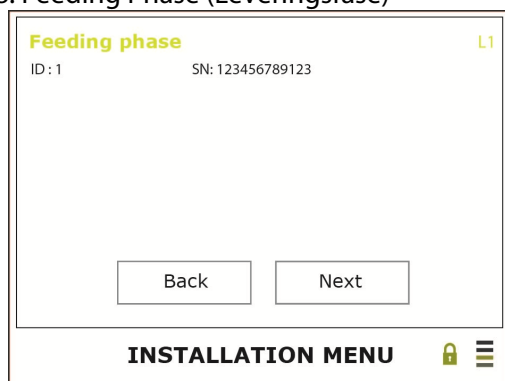 Feeding Phase (Leveringsfase)
Feeding phase L1
ID : 1 SN: 123456789123
Back Next
INSTALLATION MENU